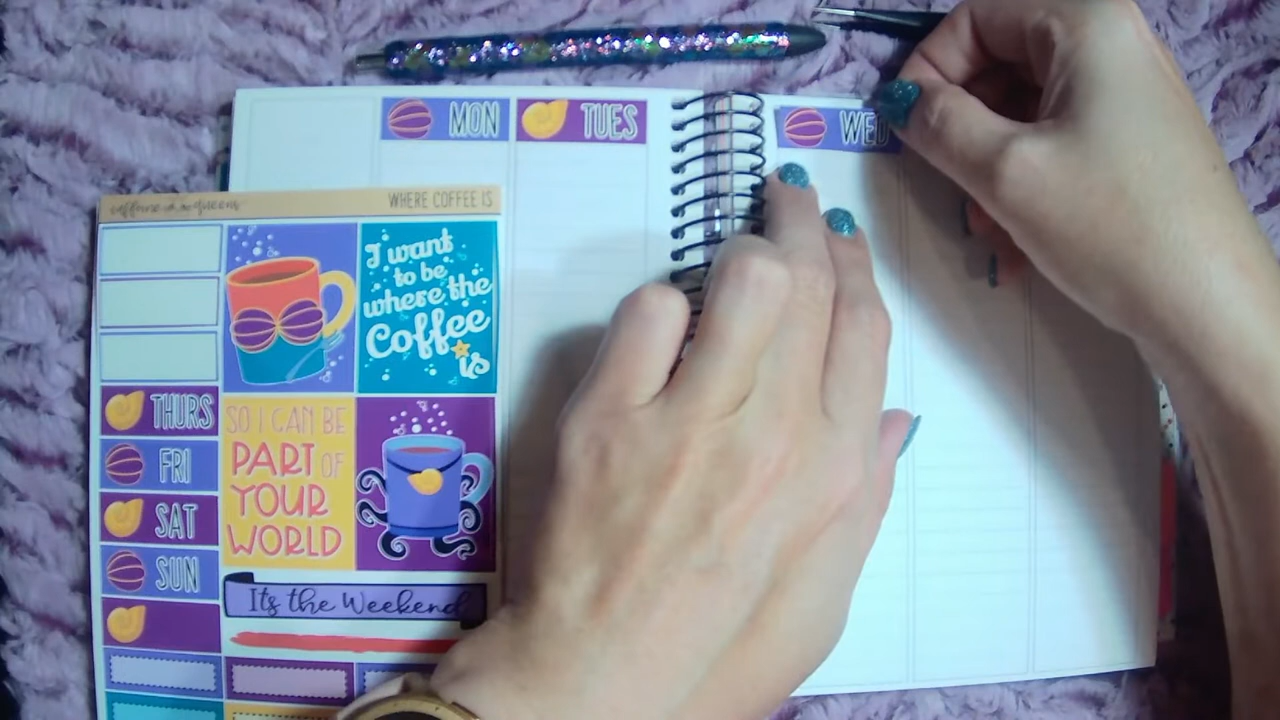 MON
TUES
WED
WHERE COFFEE IS
I want
to be
where the
Coffee
is
THURS
FRI
SAT
SUN
SO I CAN BE
PART OF
YOUR
WORLD
Its the Weekend